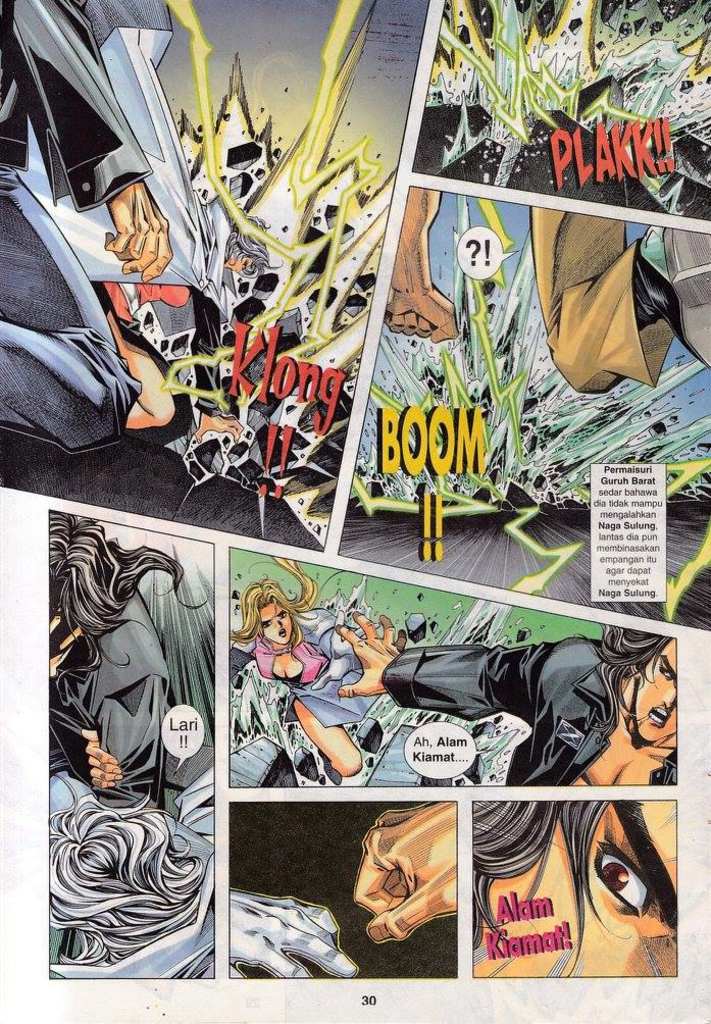 Klong
!!
PLAKK!!
?!
BOOM
!!
Permaisuri
Guruh Barat
sedar bahawa
dia tidak mampu
mengalahkan
Naga Sulung,
lantas dia pun
membinasakan
empangan itu
agar dapat
menyekat
Naga Sulung.
Lari
!!
Ah, Alam
Kiamat....
Alam
Kiamat!
30